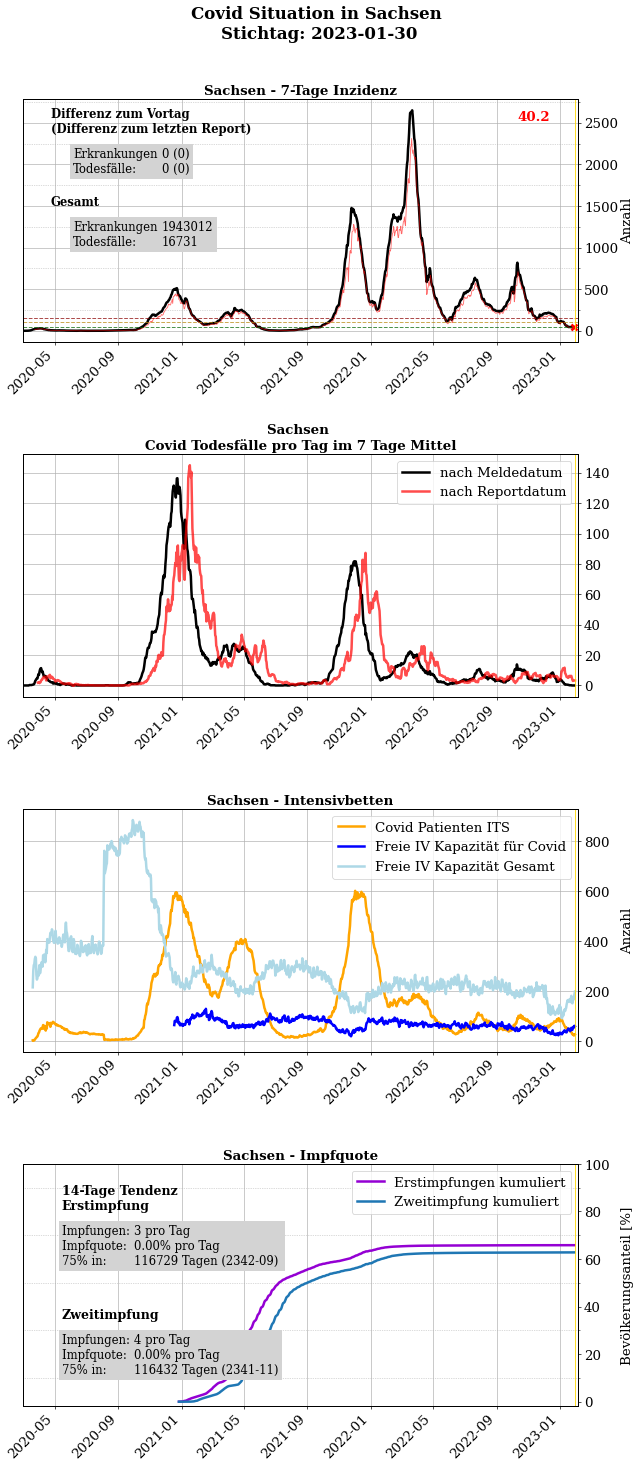 Covid Situation in Sachsen
Stichtag: 2023-01-30
Sachsen - 7-Tage Inzidenz
Differenz zum Vortag
(Differenz zum letzten Report)
Erkrankungen 0 (0)
Todesfälle: 0 (0)
Gesamt
Erkrankungen 1943012
Todesfälle: 16731
40.2
2500
2000
1500
1000
500
0
Anzahl
2020-05
2020-09
2021-01
2021-05
2021-09
2022-01
2022-05
2022-09
2023-01
Sachsen
Covid Todesfälle pro Tag im 7 Tage Mittel
nach Meldedatum
nach Reportdatum
140
120
100
80
60
40
20
0
2020-05
2020-09
2021-01
2021-05
2021-09
2022-01
2022-05
2022-09
2023-01
Sachsen - Intensivbetten
Covid Patienten ITS
Freie IV Kapazität für Covid
Freie IV Kapazität Gesamt
800
600
400
200
0
Anzahl
2020-05
2020-09
2021-01
2021-05
2021-09
2022-01
2022-05
2022-09
2023-01
Sachsen - Impfquote
14-Tage Tendenz
Erstimpfung
Impfungen: 3 pro Tag
Impfquote: 0.00% pro Tag
75% in: 116729 Tagen (2342-09)
Zweitimpfung
Impfungen: 4 pro Tag
Impfquote: 0.00% pro Tag
75% in: 116432 Tagen (2341-11)
Erstimpfungen kumuliert
Zweitimpfung kumuliert
100
80
60
40
20
0
Bevölkerungsanteil [%]
2020-05
2020-09
2021-01
2021-05
2021-09
2022-01
2022-05
2022-09
2023-01